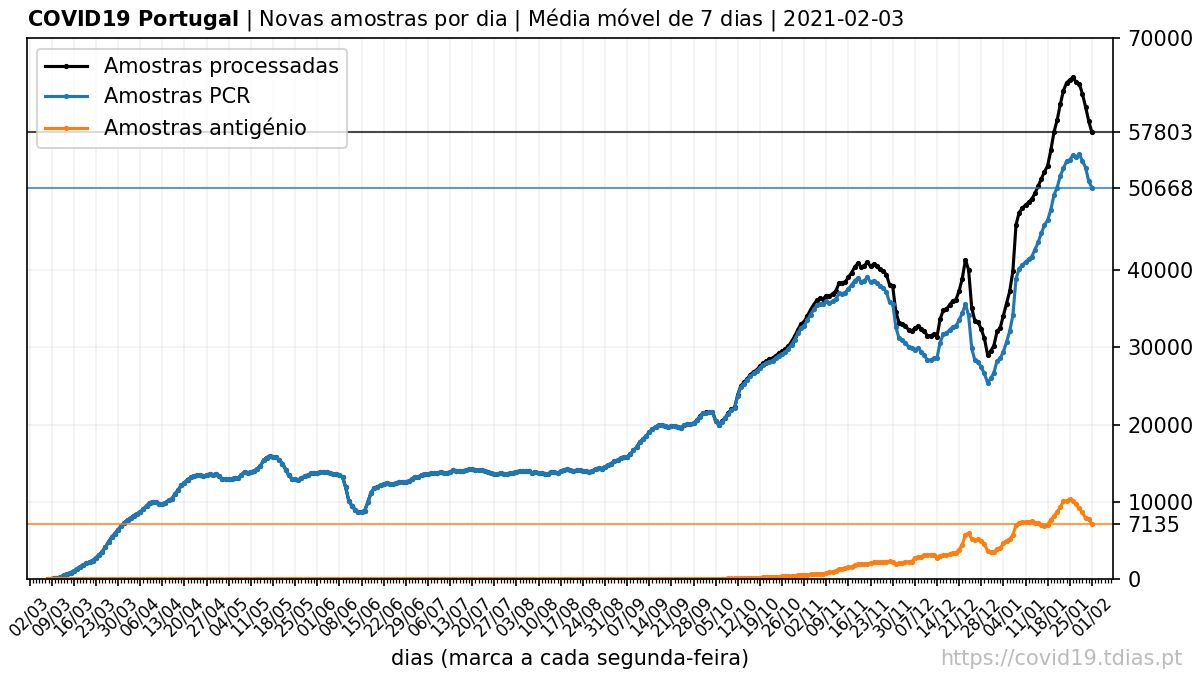 COVID19 Portugal | Novas amostras por dia | Média móvel de 7 dias | 2021-02-03
Amostras processadas
Amostras PCR
Amostras antigénio
70000
57803
50668
40000
30000
20000
10000
7135
0
02/03 09/03 16/03 23/03 30/03 06/04 13/04 20/04 27/04 04/05 11/05 18/05 25/05 01/06 08/06 15/06 22/06 29/06 06/07 13/07 20/07 27/07 03/08 10/08 17/08 24/08 31/08 07/09 14/09 21/09 28/09 05/10 12/10 19/10 26/10 02/11 09/11 16/11 23/11 30/11 07/12 14/12 21/12 28/12 04/01 11/01 18/01 25/01 01/02
dias (marca a cada segunda-feira)
https://covid19.tdias.pt